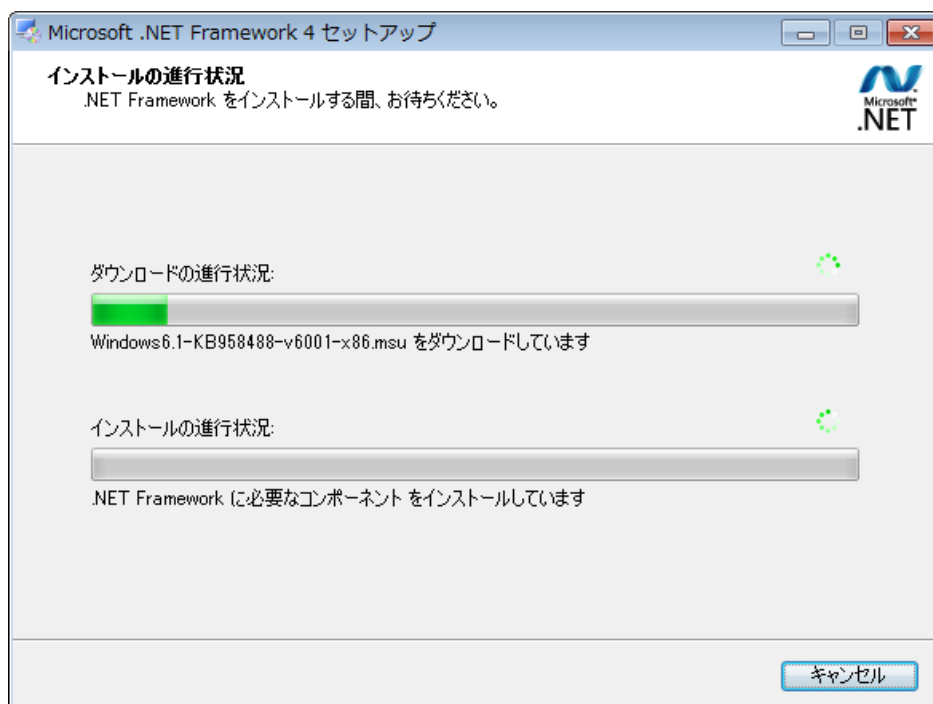 Microsoft .NET Framework 4 セットアップ
インストールの進行状況
.NET Framework をインストールする間、お待ちください。
Microsoft®
.NET
ダウンロードの進行状況:
Windows6.1-KB958488-v6001-x86.msu をダウンロードしています
インストールの進行状況:
.NET Framework に必要なコンポーネント をインストールしています
キャンセル